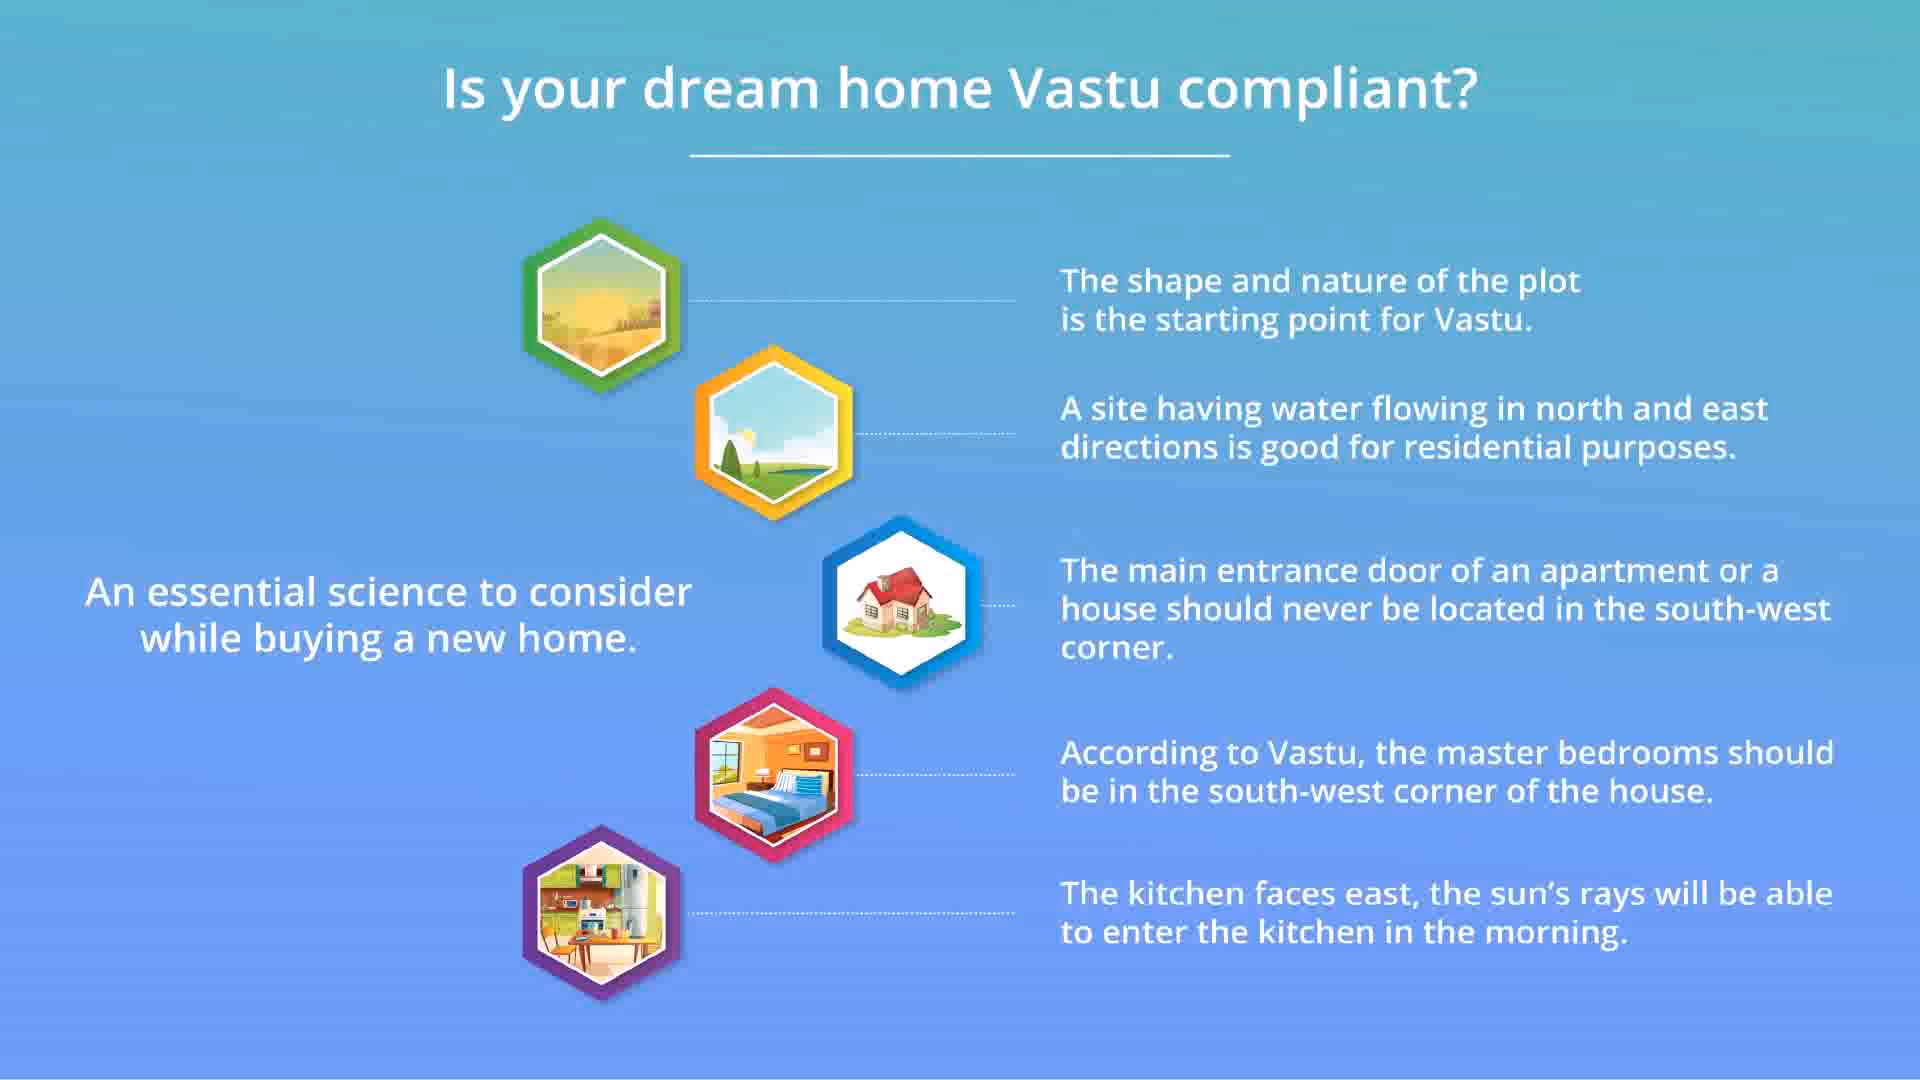 Is your dream home Vastu compliant?
An essential science to consider
while buying a new home.
The shape and nature of the plot
is the starting point for Vastu.
A site having water flowing in north and east
directions is good for residential purposes.
The main entrance door of an apartment or a
house should never be located in the south-west
corner.
According to Vastu, the master bedrooms should
be in the south-west corner of the house.
The kitchen faces east, the sun’s rays will be able
to enter the kitchen in the morning.